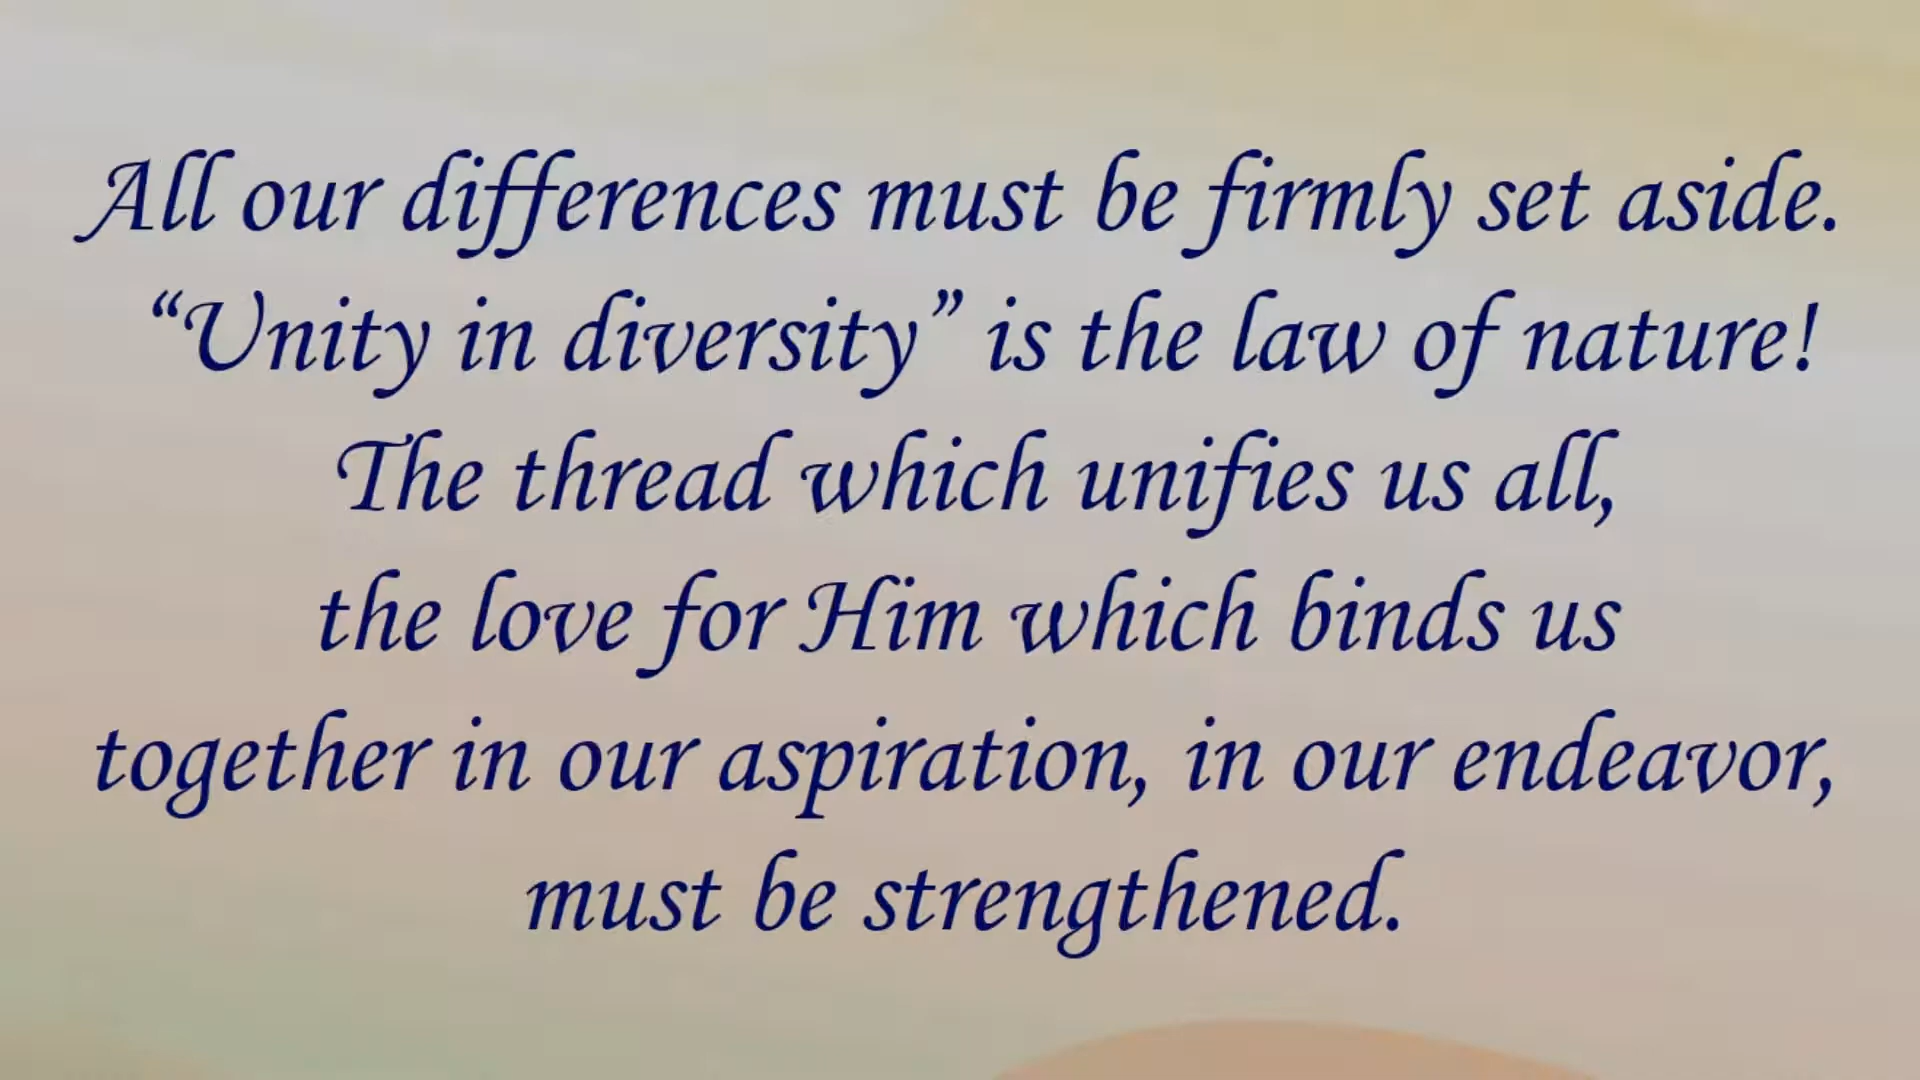 All our differences must be firmly set aside.
“Unity in diversity” is the law of nature!
The thread which unifies us all,
the love for Him which binds us
together in our aspiration, in our endeavor,
must be strengthened.